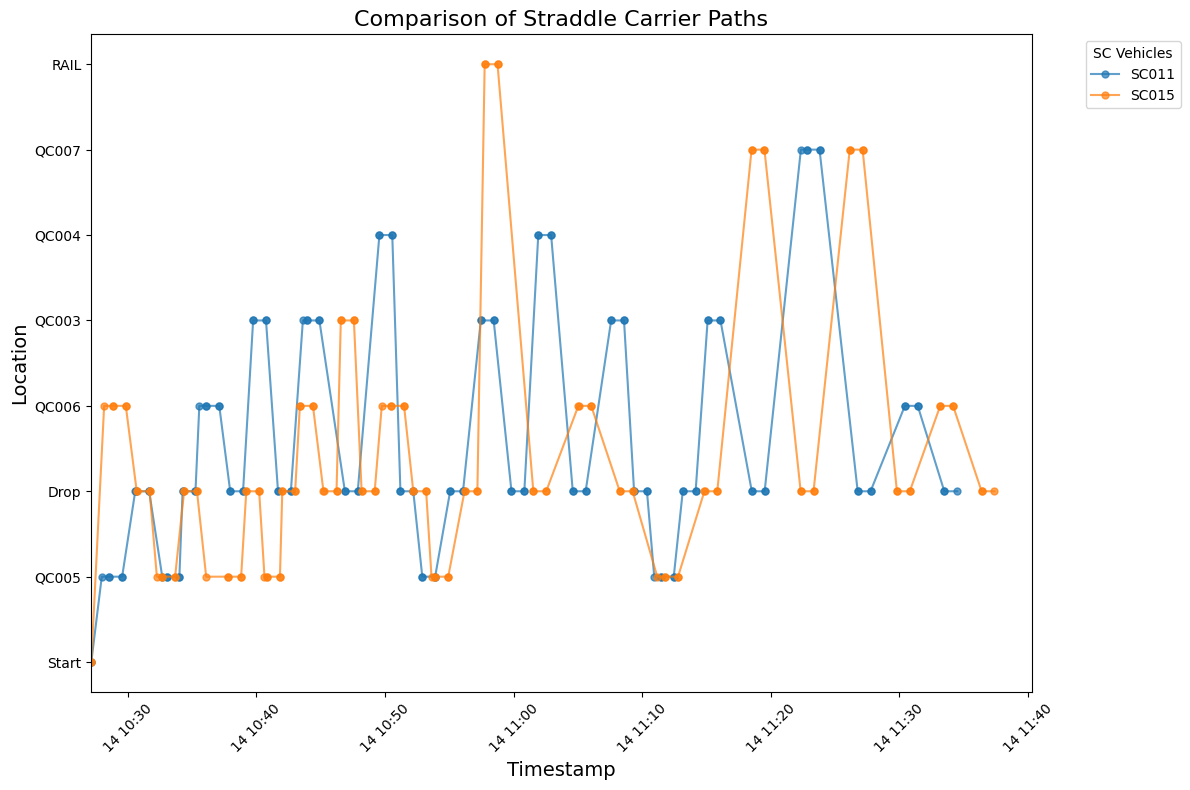 Comparison of Straddle Carrier Paths
SC Vehicles
SC011
SC015
Location
RAIL
QC007
QC004
QC003
QC006
Drop
QC005
Start
14 10:30
14 10:40
14 10:50
14 11:00
14 11:10
14 11:20
14 11:30
14 11:40
Timestamp